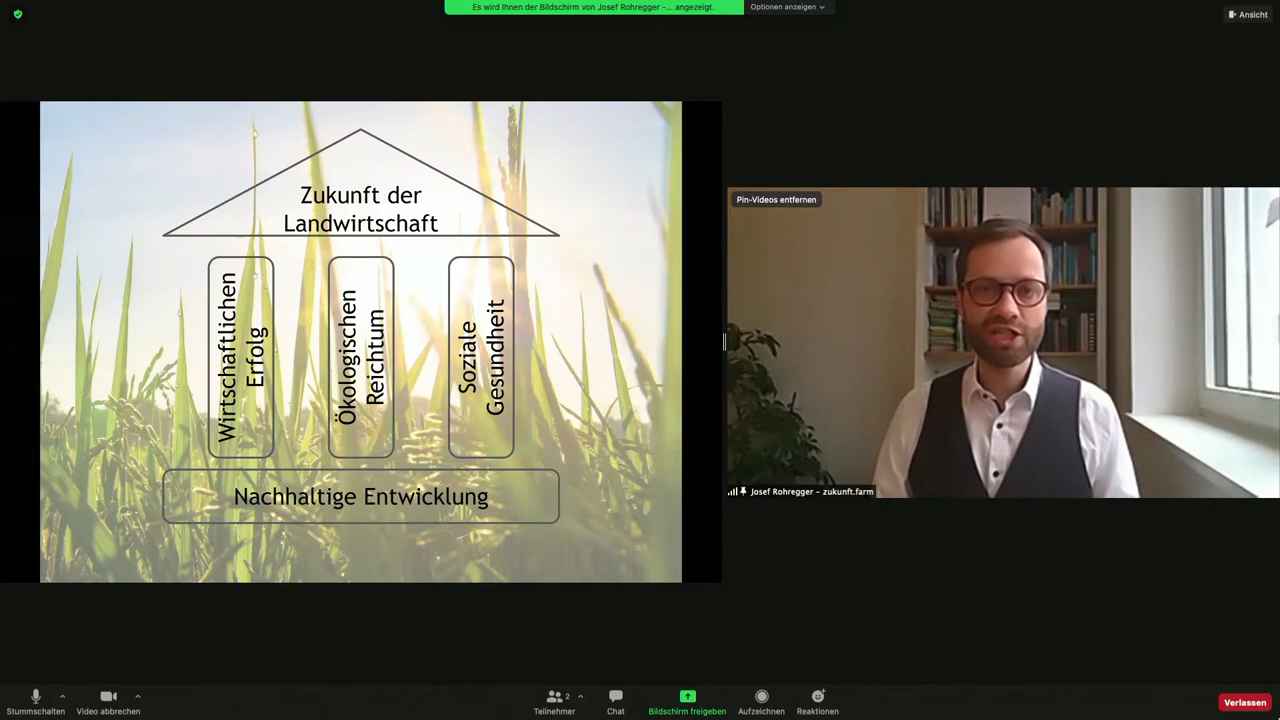 Es wird Ihnen der Bildschirm von Josef Rohregger -... angezeigt.
Optionen anzeigen
Ansicht
Zukunft der
Landwirtschaft
Wirtschaftlichen
Erfolg
Ökologischen
Reichtum
Soziale
Gesundheit
Nachhaltige Entwicklung
Pin-Videos entfernen
Josef Rohregger – zukunft.farm
Stummschalten
Video abbrechen
2
Teilnehmer
Chat
Bildschirm freigeben
Aufzeichnen
Reaktionen
Verlassen